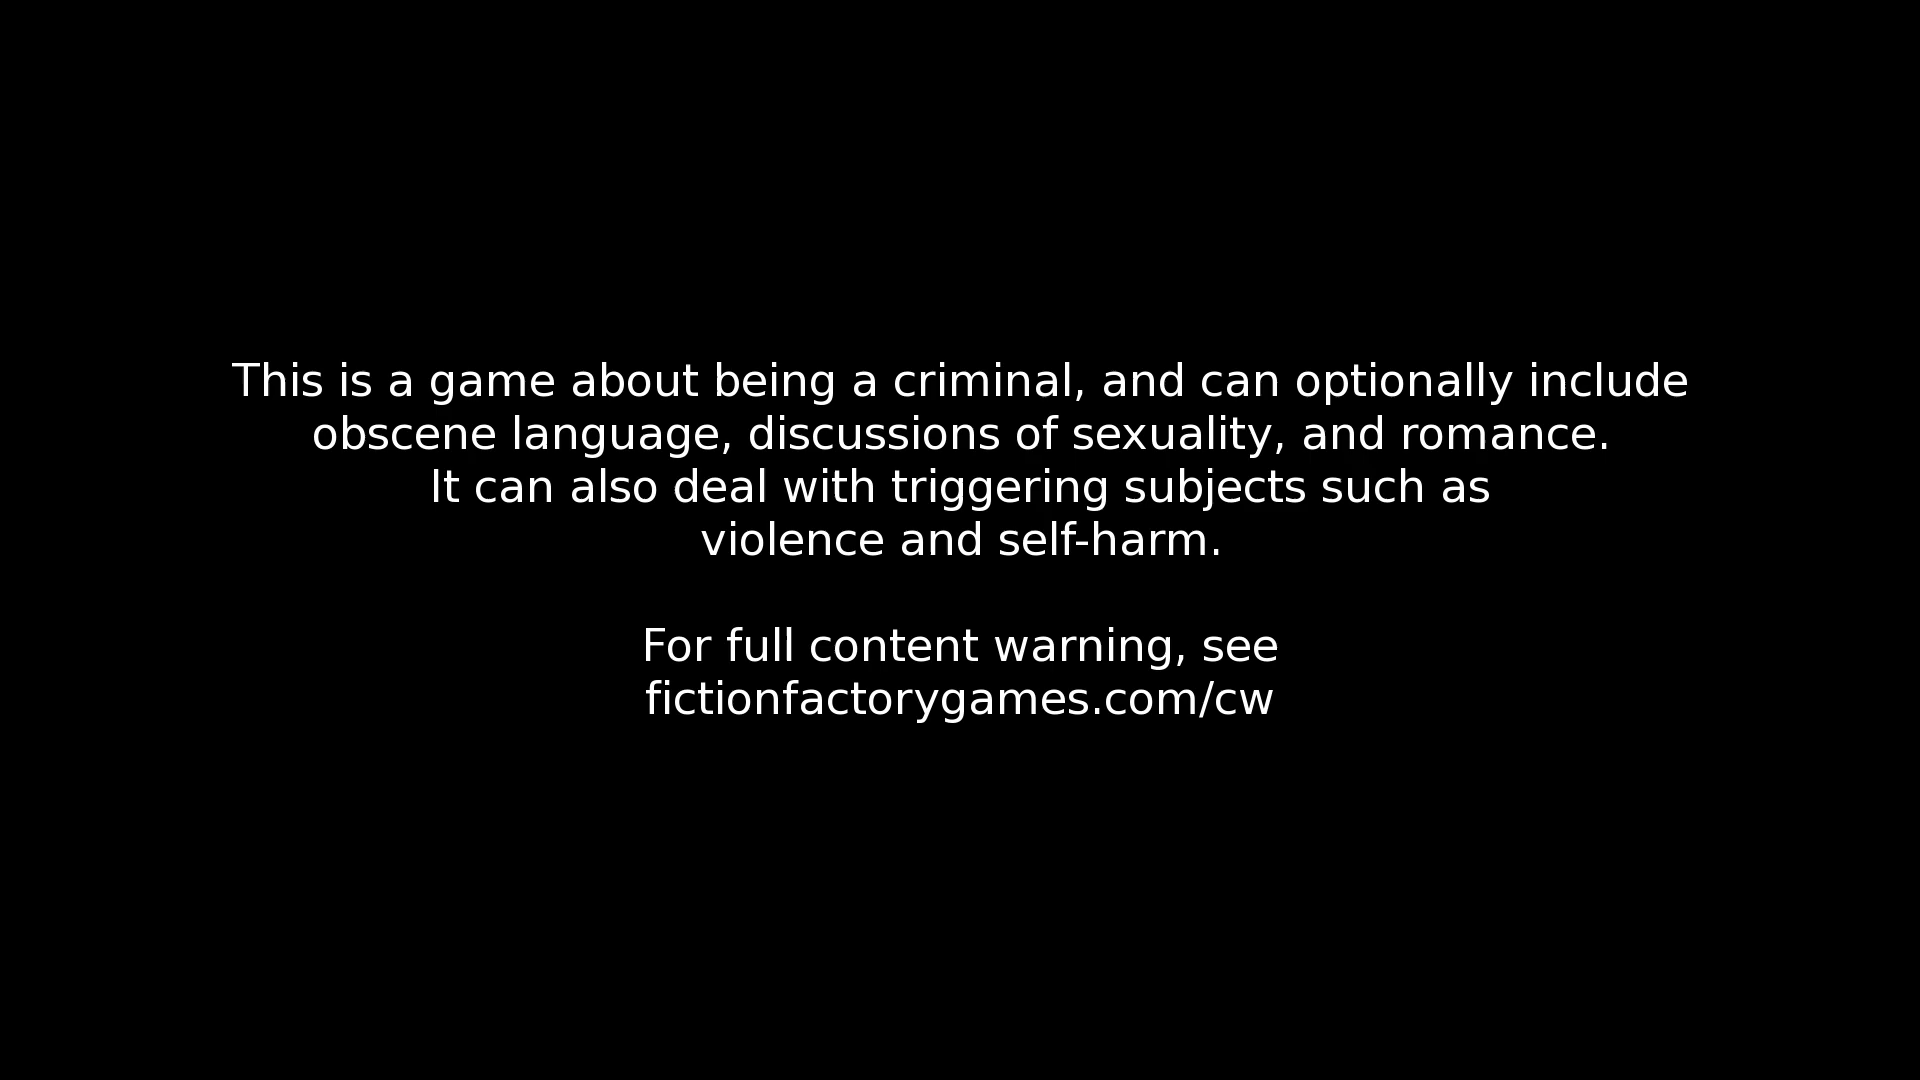 This is a game about being a criminal, and can optionally include
obscene language, discussions of sexuality, and romance.
It can also deal with triggering subjects such as
violence and self-harm.
For full content warning, see
fictionfactorygames.com/cw